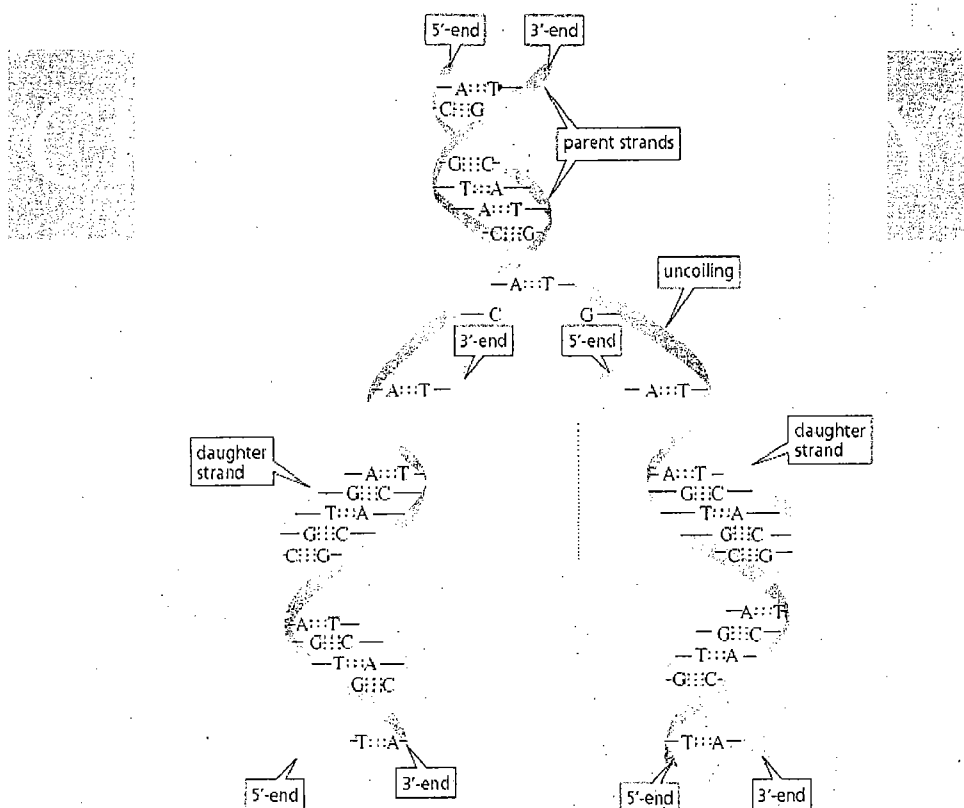 5′-end 3′-end
A:::T
C:::G
parent strands
G:::C
T:::A
A:::T
C:::G
A:::T
uncoiling
C G
3′-end 5′-end
A:::T A:::T
daughter
strand
daughter
strand
A:::T A:::T
G:::C G:::C
T:::A T:::A
G:::C G:::C
C:::G C:::G
A:::T A:::T
G:::C G:::C
T:::A T:::A
G:::C G:::C
T:::A T:::A
5′-end 3′-end 5′-end 3′-end